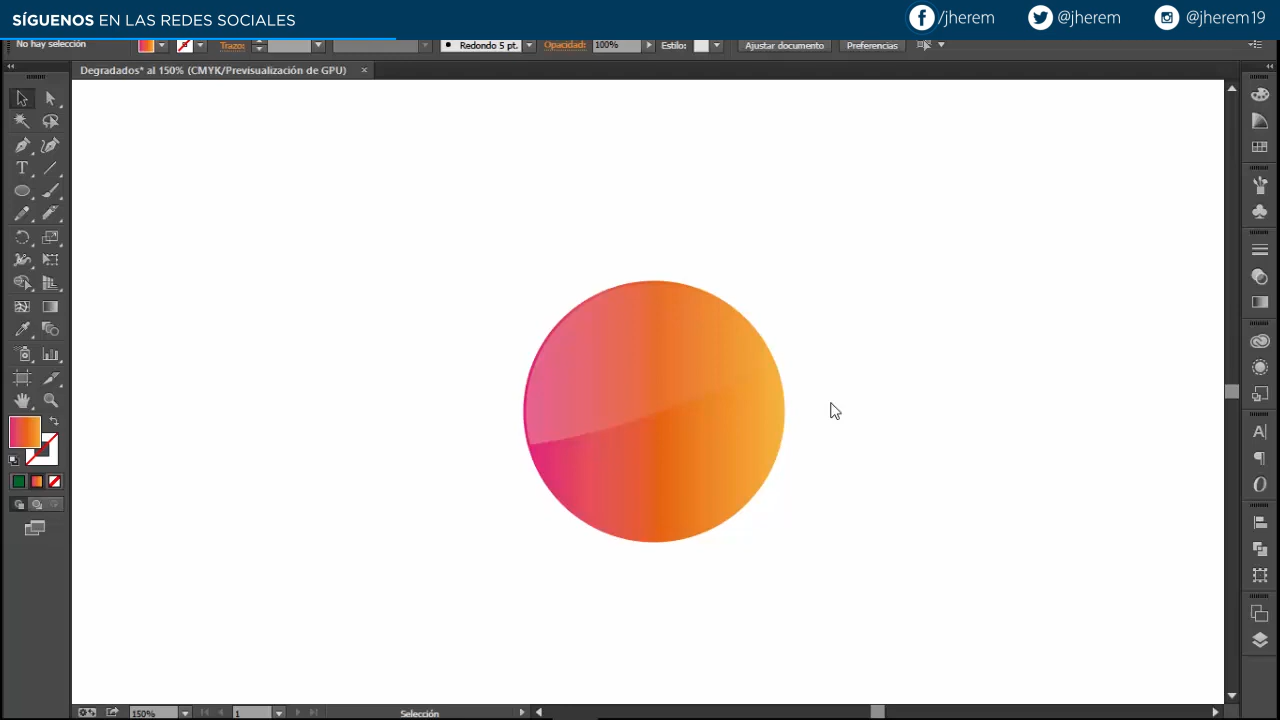 SÍGUENOS EN LAS REDES SOCIALES
/jherem
@jherem
@jherem19
No hay selección
Trazo:
Redondo 5 pt.
Opacidad:
100%
Estilo:
Ajustar documento
Preferencias
Degradados* al 150% (CMYK/Previsualización de GPU)
150%
1
Selección